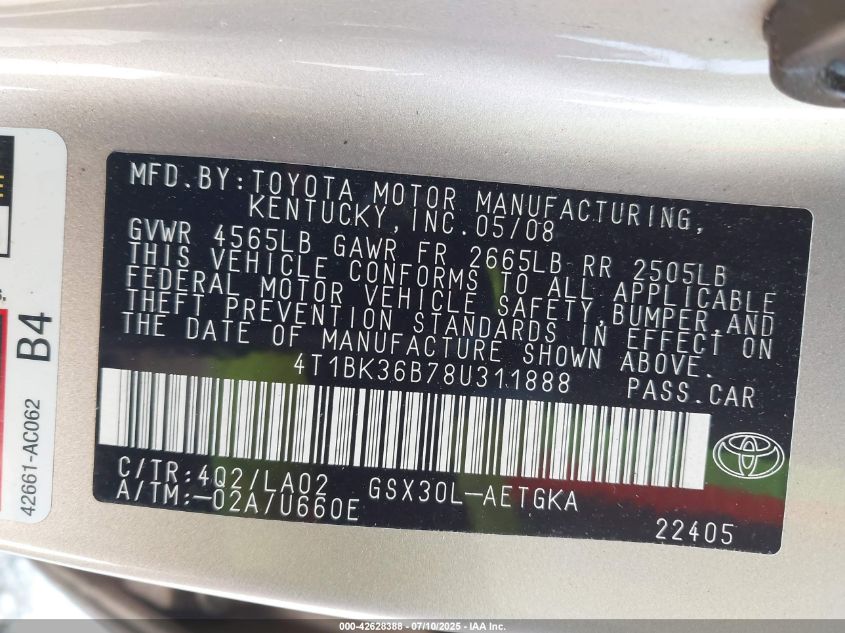 MFD.BY:TOYOTA MOTOR MANUFACTURING,
KENTUCKY,INC.05/08
GVWR 4565LB GAWR FR 2665LB RR 2505LB
THIS VEHICLE CONFORMS TO ALL APPLICABLE
FEDERAL MOTOR VEHICLE SAFETY,BUMPER,AND
THEFT PREVENTION STANDARDS IN EFFECT ON
THE DATE OF MANUFACTURE SHOWN ABOVE.
4T1BK36B78U311888 PASS.CAR
C/TR:4Q2/LA02 GSX30L-AETGKA
A/TM:-02A/U660E
22405
42661-AC062
B4
000-42628388 - 07/10/2025 - IAA Inc.